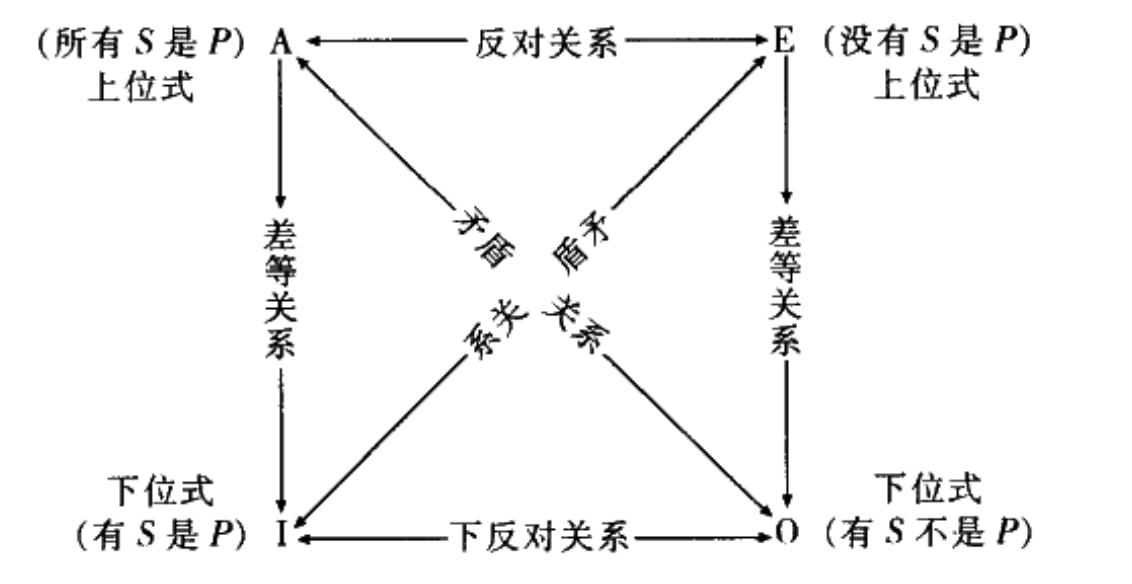 (所有 S 是 P) A 反对关系 E (没有 S 是 P)
上位式 上位式
矛盾 盾矛
差等关系 差等关系
系关 关系
下位式 下位式
(有 S 是 P) I 下反对关系 O (有 S 不是 P)